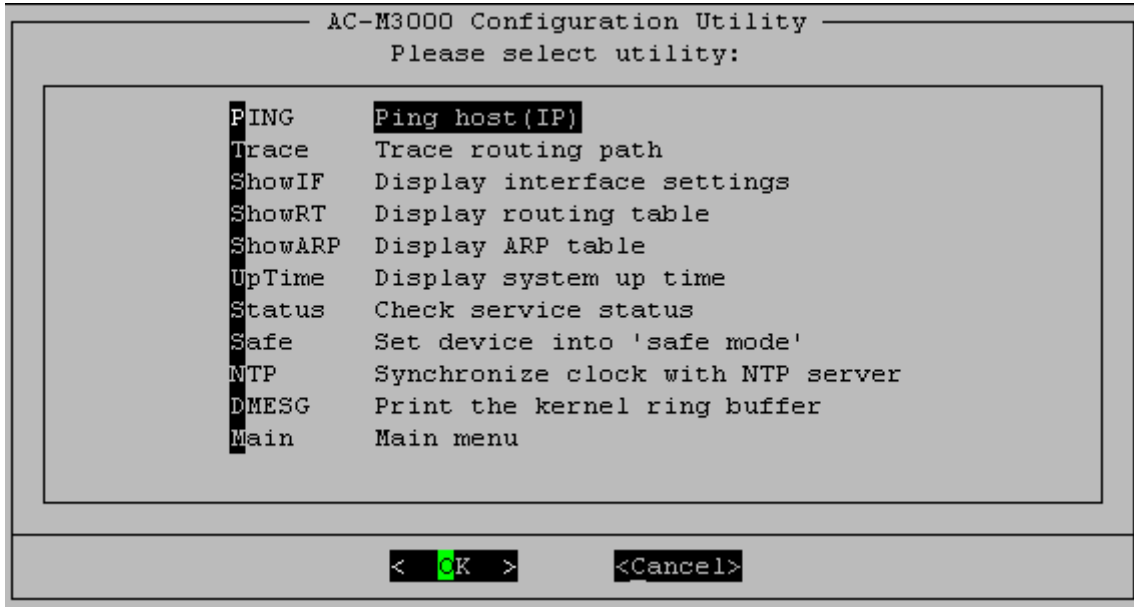 AC-M3000 Configuration Utility
Please select utility:
PING Ping host(IP)
Trace Trace routing path
ShowIF Display interface settings
ShowRT Display routing table
ShowARP Display ARP table
UpTime Display system up time
Status Check service status
Safe Set device into 'safe mode'
NTP Synchronize clock with NTP server
DMESG Print the kernel ring buffer
Main Main menu
< OK > <Cancel>